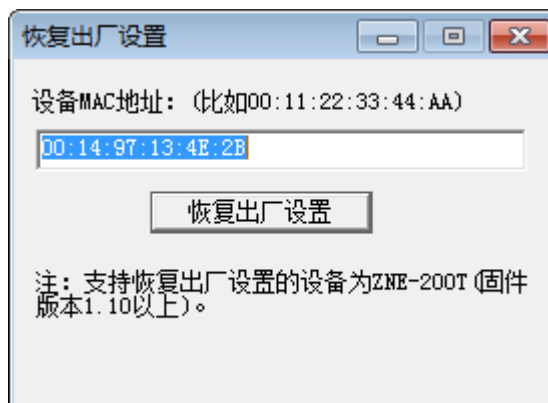 恢复出厂设置
设备MAC地址：(比如00:11:22:33:44:AA)
00:14:97:13:4E:2B
恢复出厂设置
注：支持恢复出厂设置的设备为ZNE-200T(固件
版本1.10以上)。